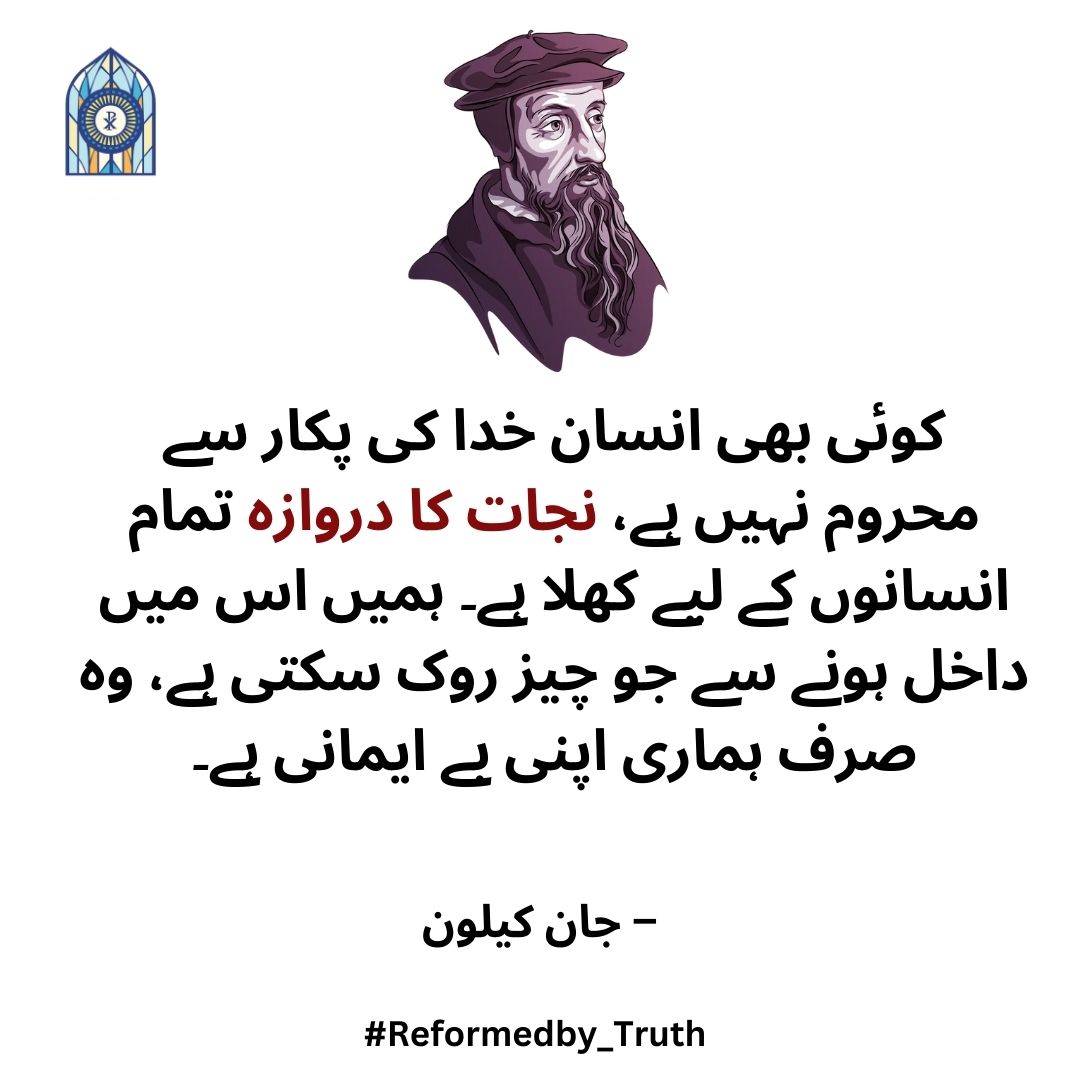 کوئی بھی انسان خدا کی پکار سے
محروم نہیں ہے، نجات کا دروازہ تمام
انسانوں کے لیے کھلا ہے۔ ہمیں اس میں
داخل ہونے سے جو چیز روک سکتی ہے، وہ
صرف ہماری اپنی بے ایمانی ہے۔
– جان کیلون
#Reformedby_Truth